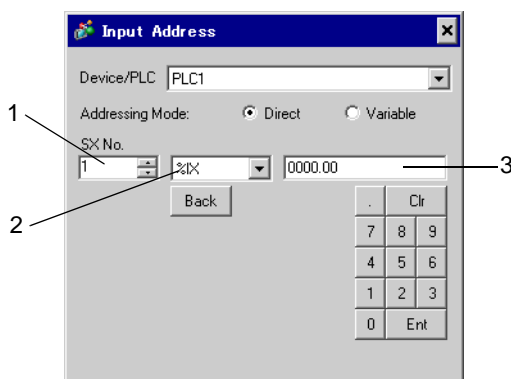 Input Address
Device/PLC PLC1
Addressing Mode: Direct Variable
1
SX No.
1 %IX 0000.00
3
2
Back . Clr
7 8 9
4 5 6
1 2 3
0 Ent